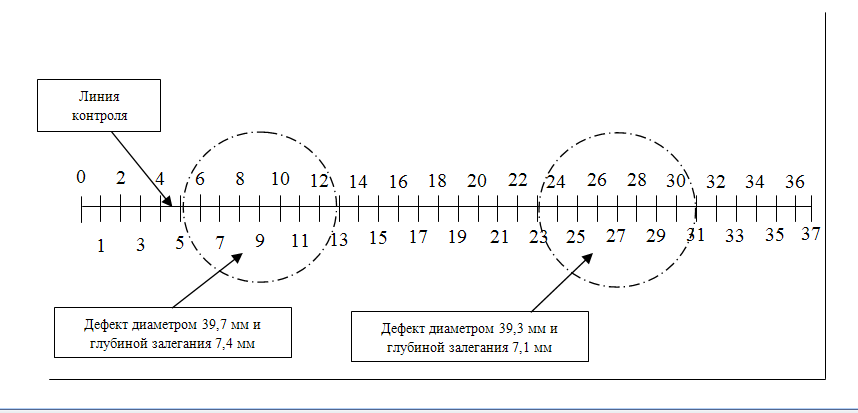 Линия
контроля
0 2 4 6 8 10 12 14 16 18 20 22 24 26 28 30 32 34 36
1 3 5 7 9 11 13 15 17 19 21 23 25 27 29 31 33 35 37
Дефект диаметром 39,7 мм и
глубиной залегания 7,4 мм
Дефект диаметром 39,3 мм и
глубиной залегания 7,1 мм